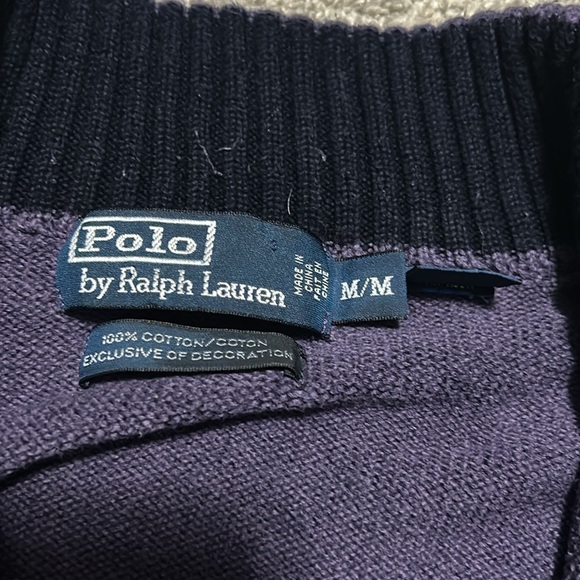 Polo
by Ralph Lauren
MADE IN
CHINA
FAIT EN
CHINE
M/M
100% COTTON/COTON
EXCLUSIVE OF DECORATION